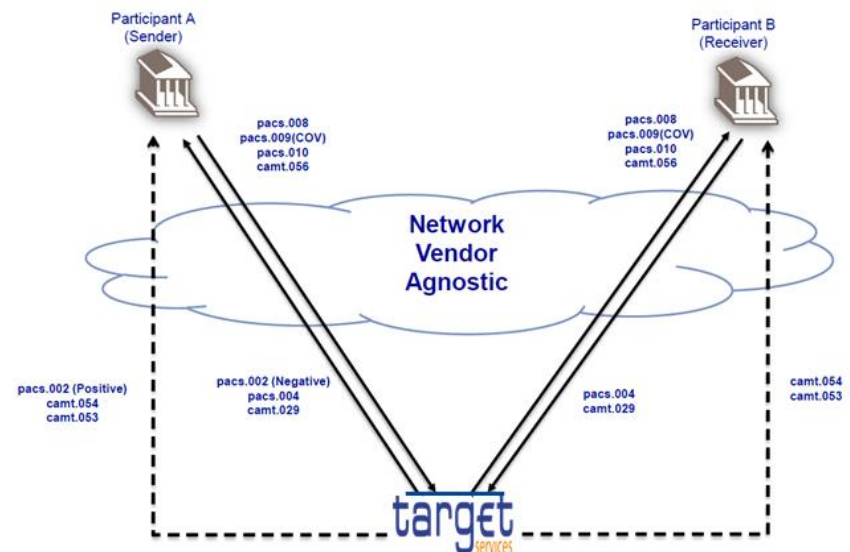 Participant A
(Sender)
Participant B
(Receiver)
pacs.008
pacs.009(COV)
pacs.010
camt.056
pacs.008
pacs.009(COV)
pacs.010
camt.056
Network
Vendor
Agnostic
pacs.002 (Positive)
camt.054
camt.053
pacs.002 (Negative)
pacs.004
camt.029
pacs.004
camt.029
camt.054
camt.053
target
services